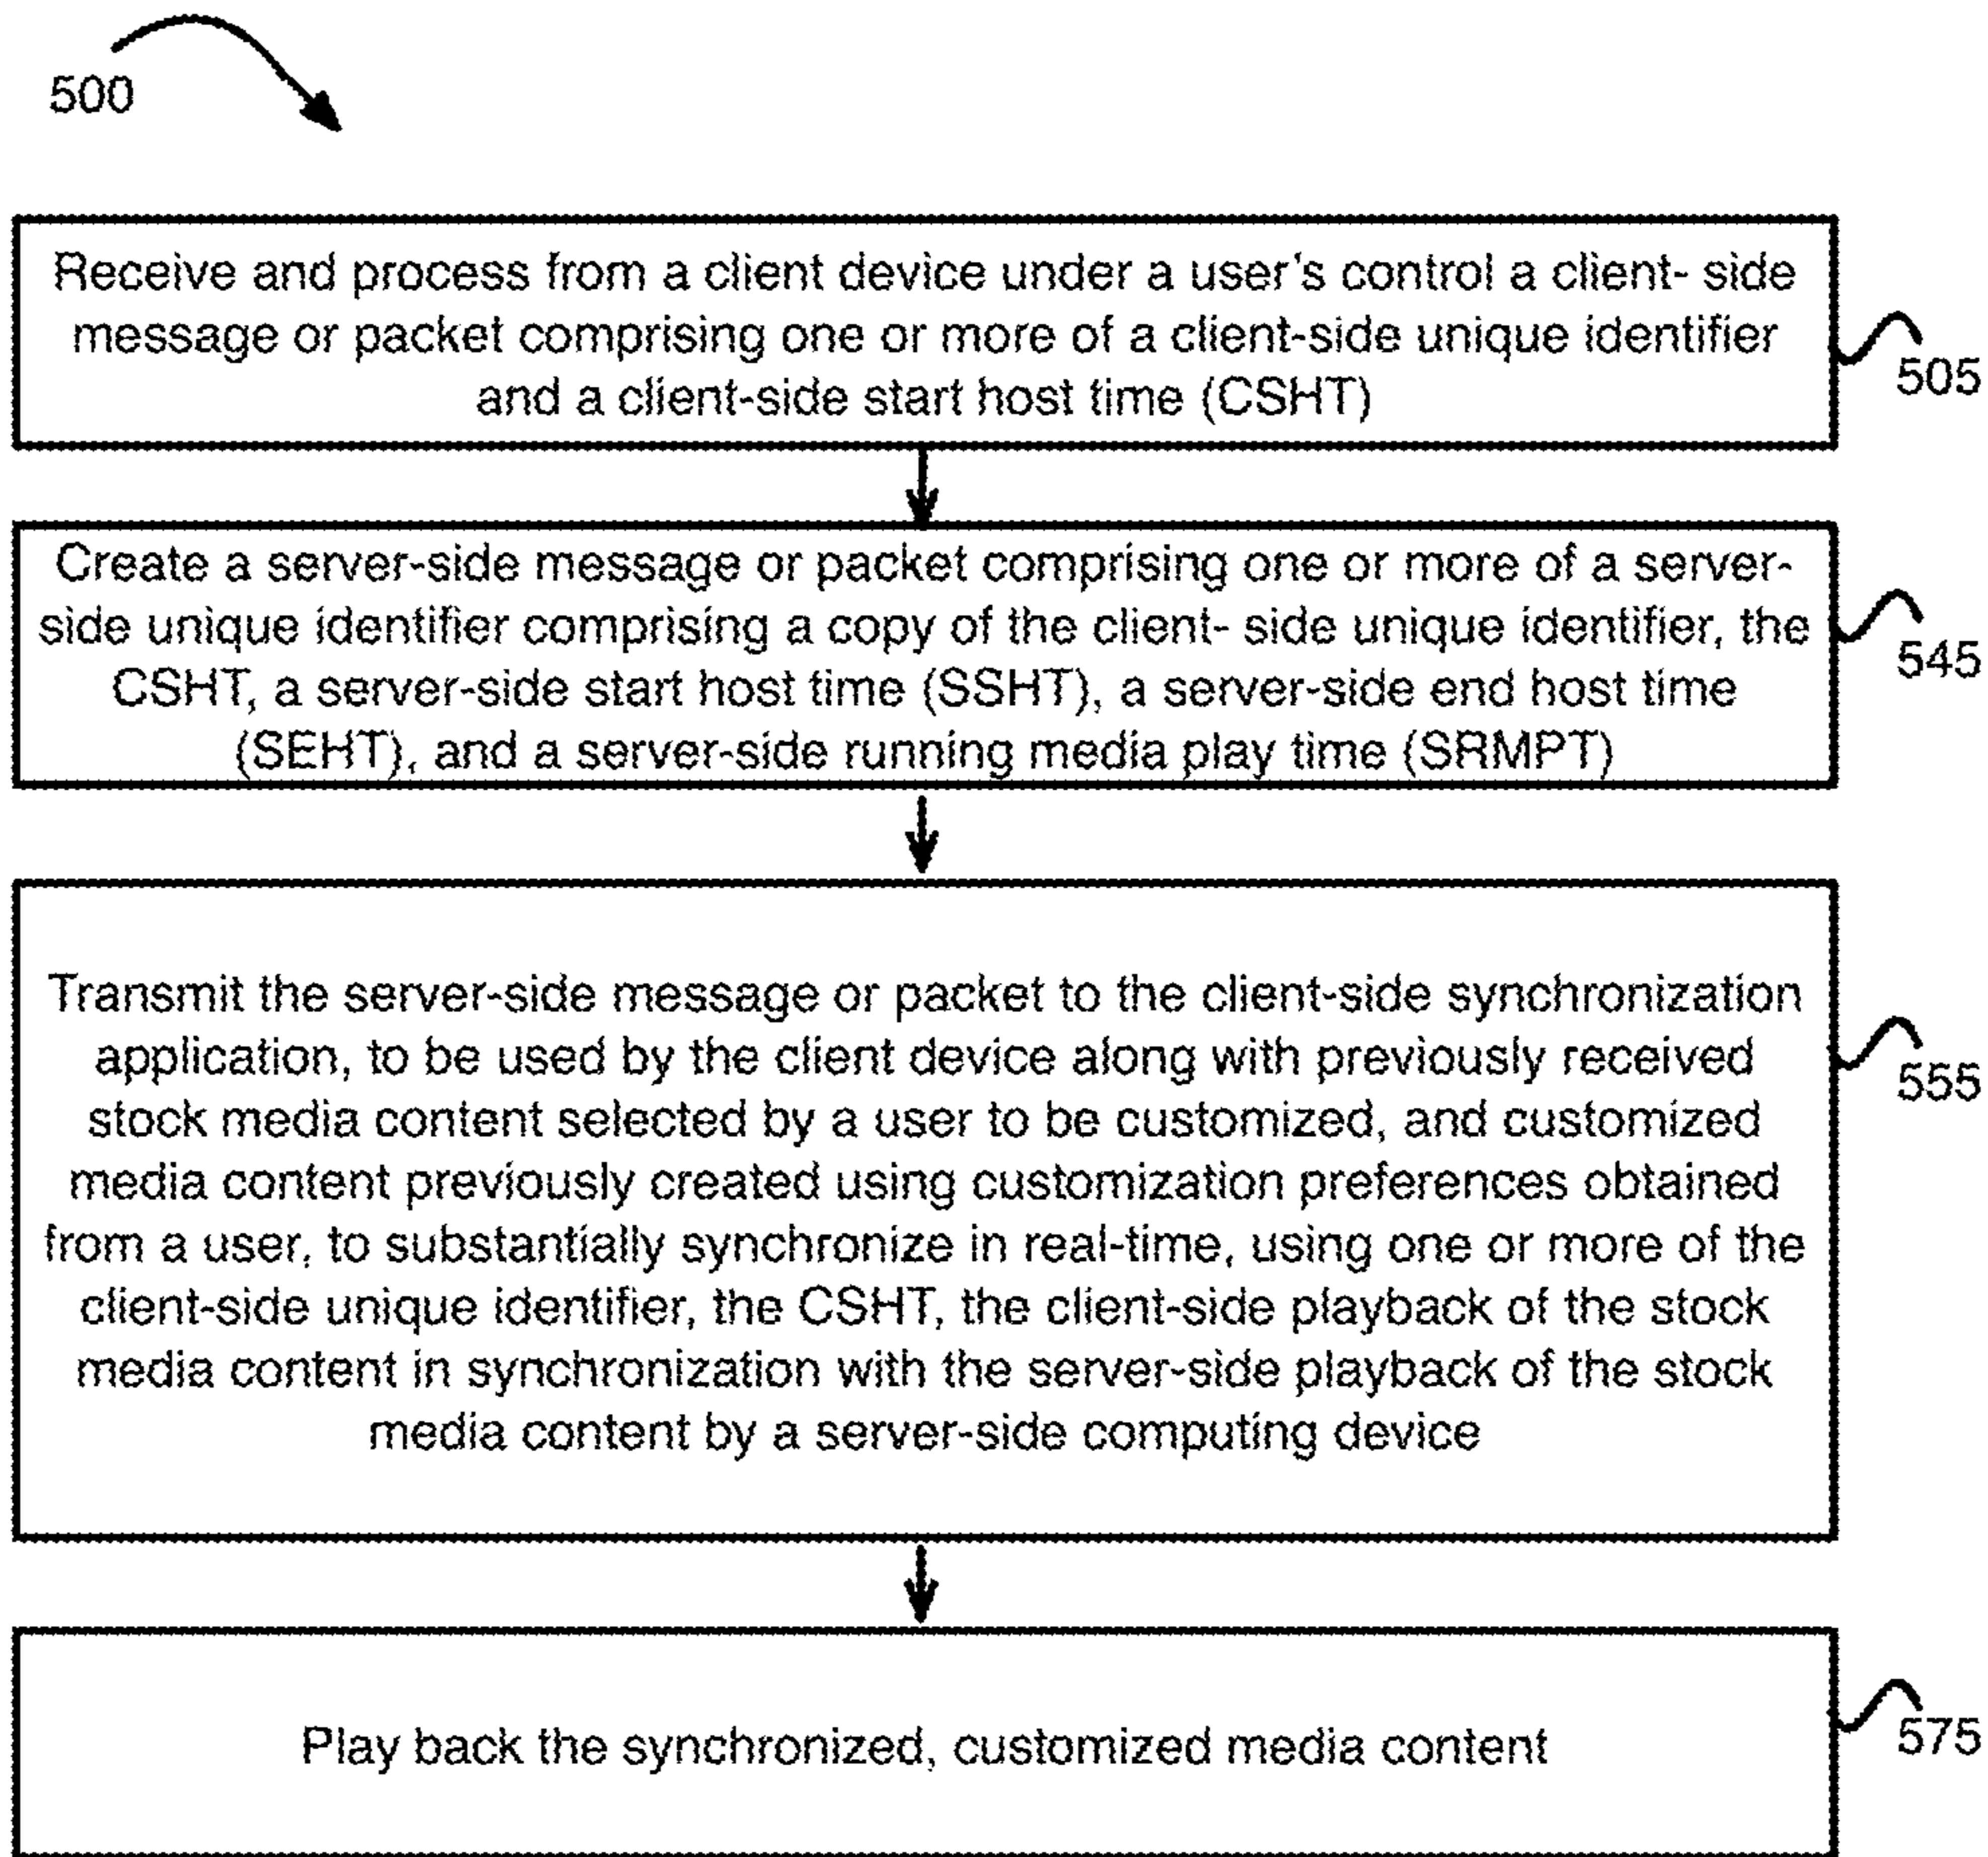 500
Receive and process from a client device under a user's control a client- side
message or packet comprising one or more of a client-side unique identifier
and a client-side start host time (CSHT)
505
Create a server-side message or packet comprising one or more of a server-
side unique identifier comprising a copy of the client- side unique identifier, the
CSHT, a server-side start host time (SSHT), a server-side end host time
(SEHT), and a server-side running media play time (SRMPT)
545
Transmit the server-side message or packet to the client-side synchronization
application, to be used by the client device along with previously received
stock media content selected by a user to be customized, and customized
media content previously created using customization preferences obtained
from a user, to substantially synchronize in real-time, using one or more of the
client-side unique identifier, the CSHT, the client-side playback of the stock
media content in synchronization with the server-side playback of the stock
media content by a server-side computing device
555
Play back the synchronized, customized media content
575